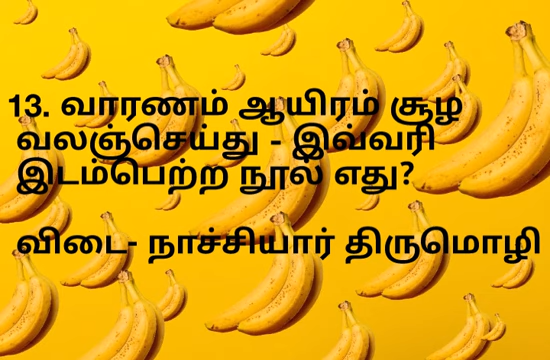 13. வாரணம் ஆயிரம் சூழ
வலஞ்செய்து - இவ்வரி
இடம்பெற்ற நூல் எது?
விடை- நாச்சியார் திருமொழி